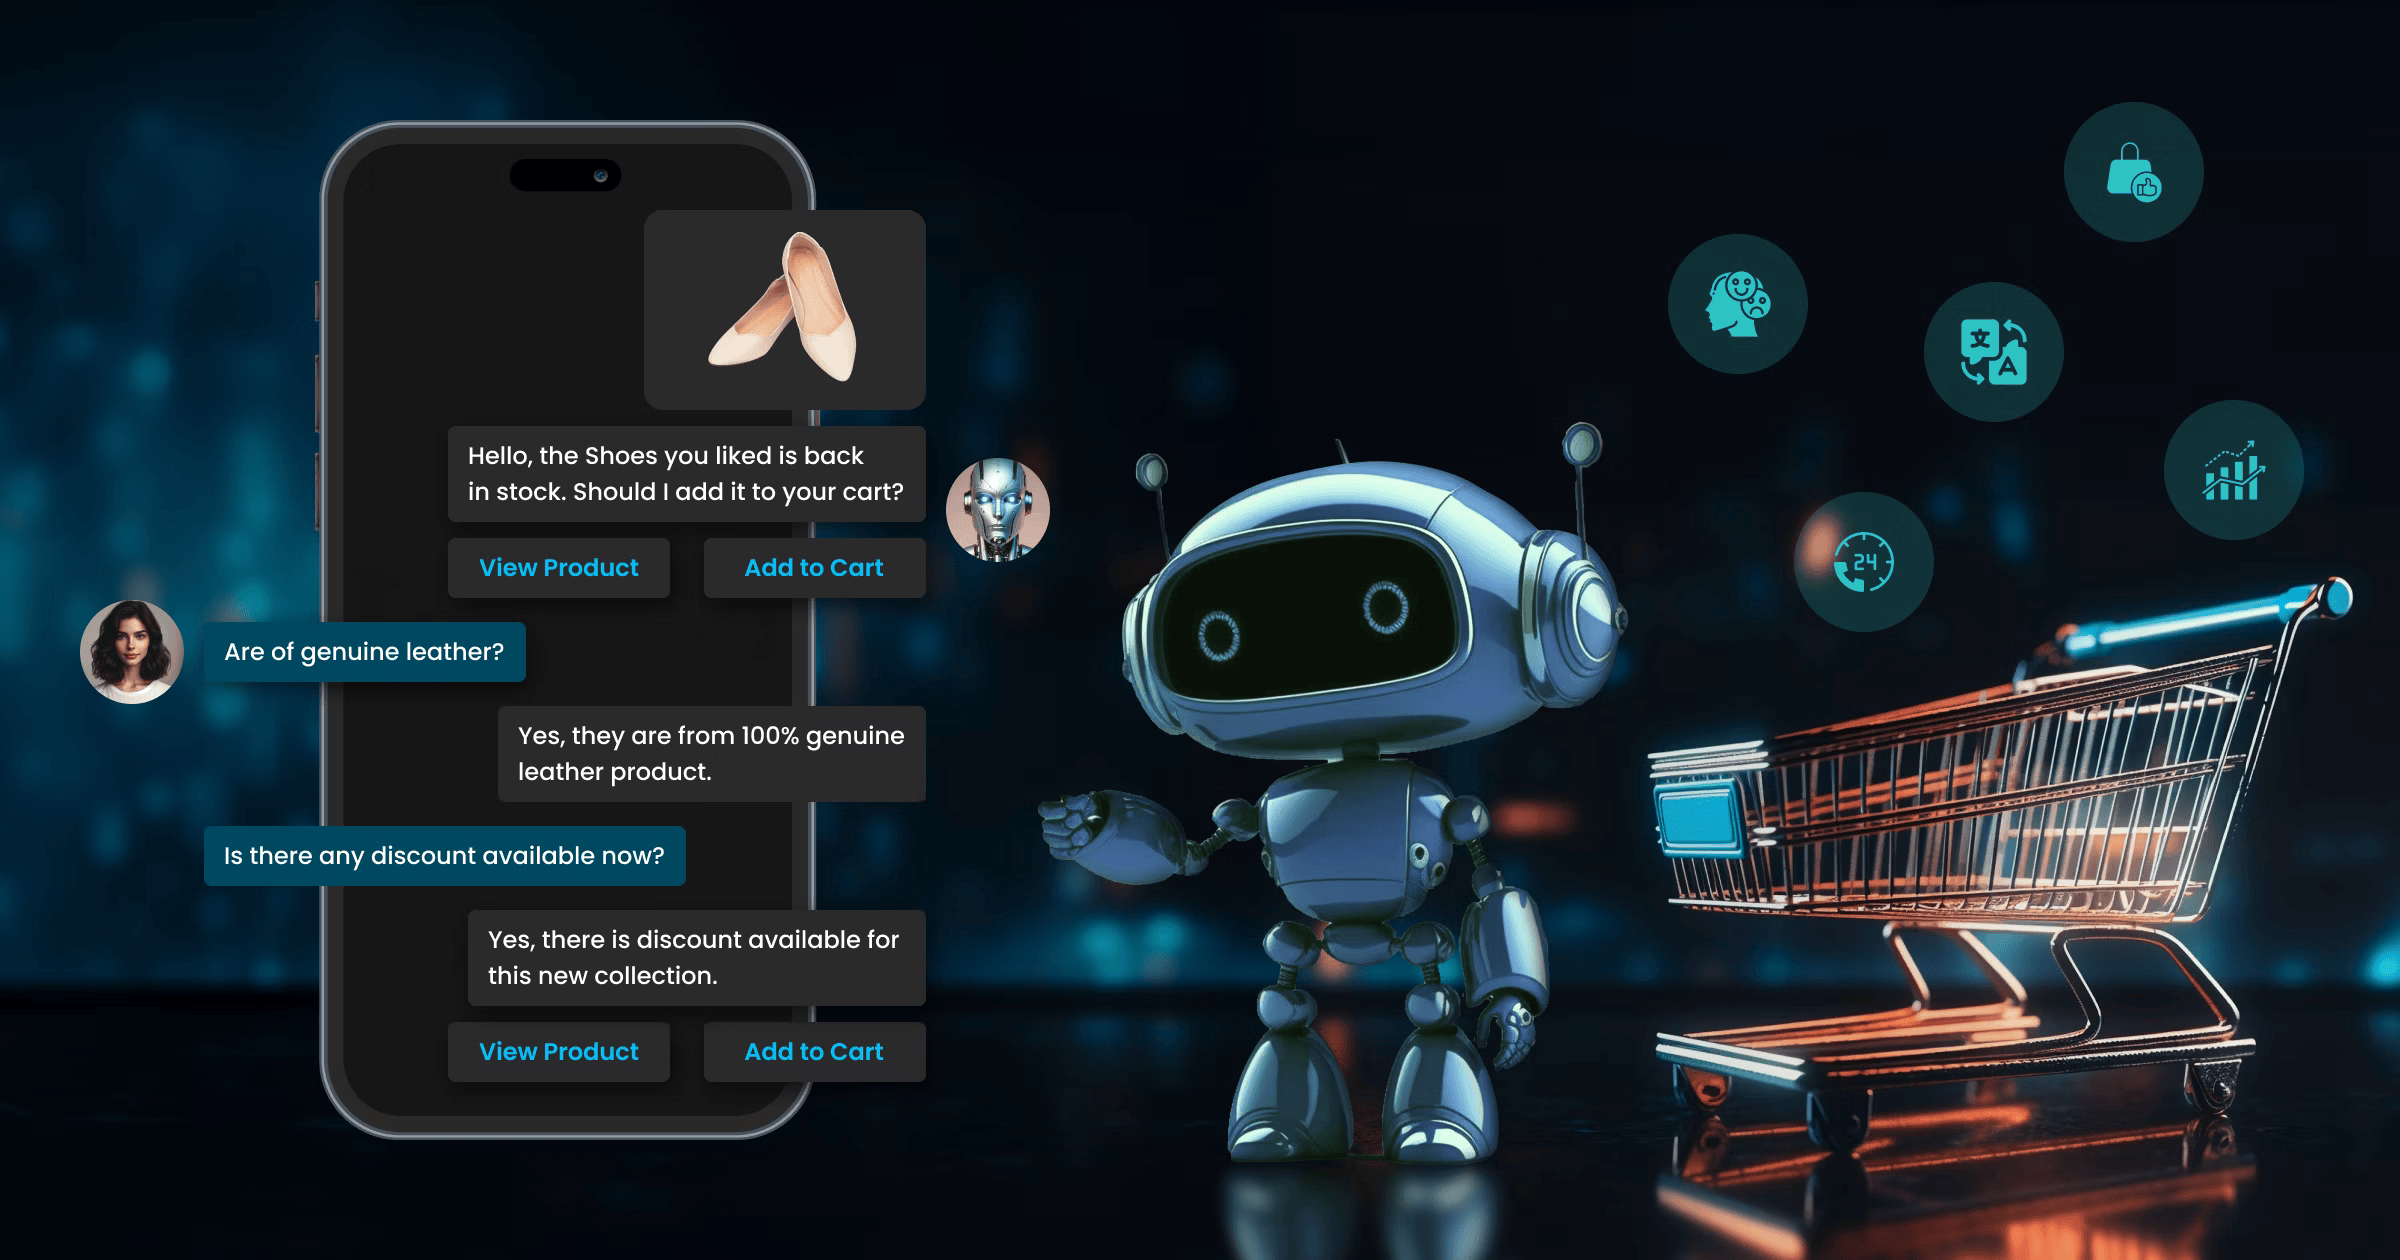 Hello, the Shoes you liked is back
in stock. Should I add it to your cart?
View Product
Add to Cart
Are of genuine leather?
Yes, they are from 100% genuine
leather product.
Is there any discount available now?
Yes, there is discount available for
this new collection.
View Product
Add to Cart
文
A
24